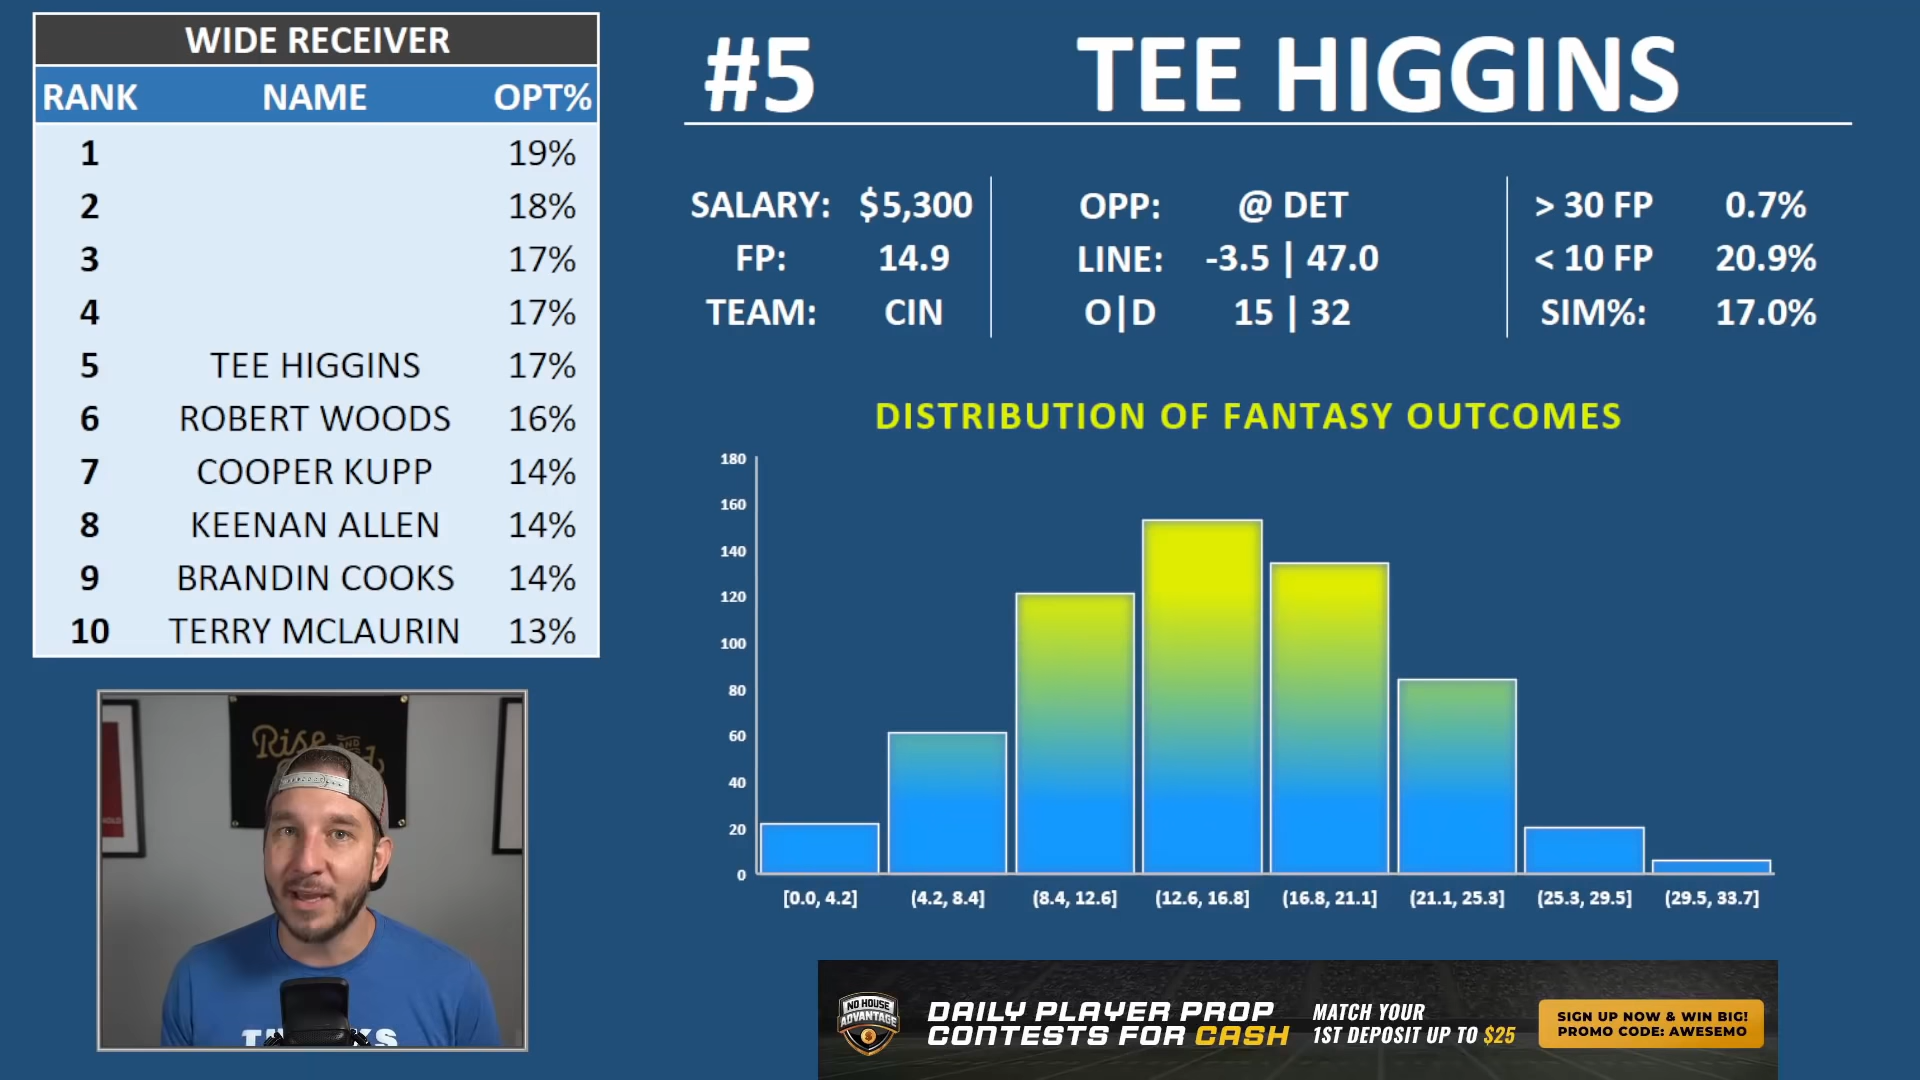 WIDE RECEIVER
RANK NAME OPT%
1 19%
2 18%
3 17%
4 17%
5 TEE HIGGINS 17%
6 ROBERT WOODS 16%
7 COOPER KUPP 14%
8 KEENAN ALLEN 14%
9 BRANDIN COOKS 14%
10 TERRY MCLAURIN 13%
#5 TEE HIGGINS
SALARY: $5,300
FP: 14.9
TEAM: CIN
OPP: @ DET
LINE: -3.5 | 47.0
O|D 15 | 32
> 30 FP 0.7%
< 10 FP 20.9%
SIM%: 17.0%
DISTRIBUTION OF FANTASY OUTCOMES
180
160
140
120
100
80
60
40
20
0
[0.0, 4.2] (4.2, 8.4] (8.4, 12.6] (12.6, 16.8] (16.8, 21.1] (21.1, 25.3] (25.3, 29.5] (29.5, 33.7]
Rise AND
NO HOUSE
ADVANTAGE
$
DAILY PLAYER PROP
CONTESTS FOR CASH
MATCH YOUR
1ST DEPOSIT UP TO $25
SIGN UP NOW & WIN BIG!
PROMO CODE: AWESEMO